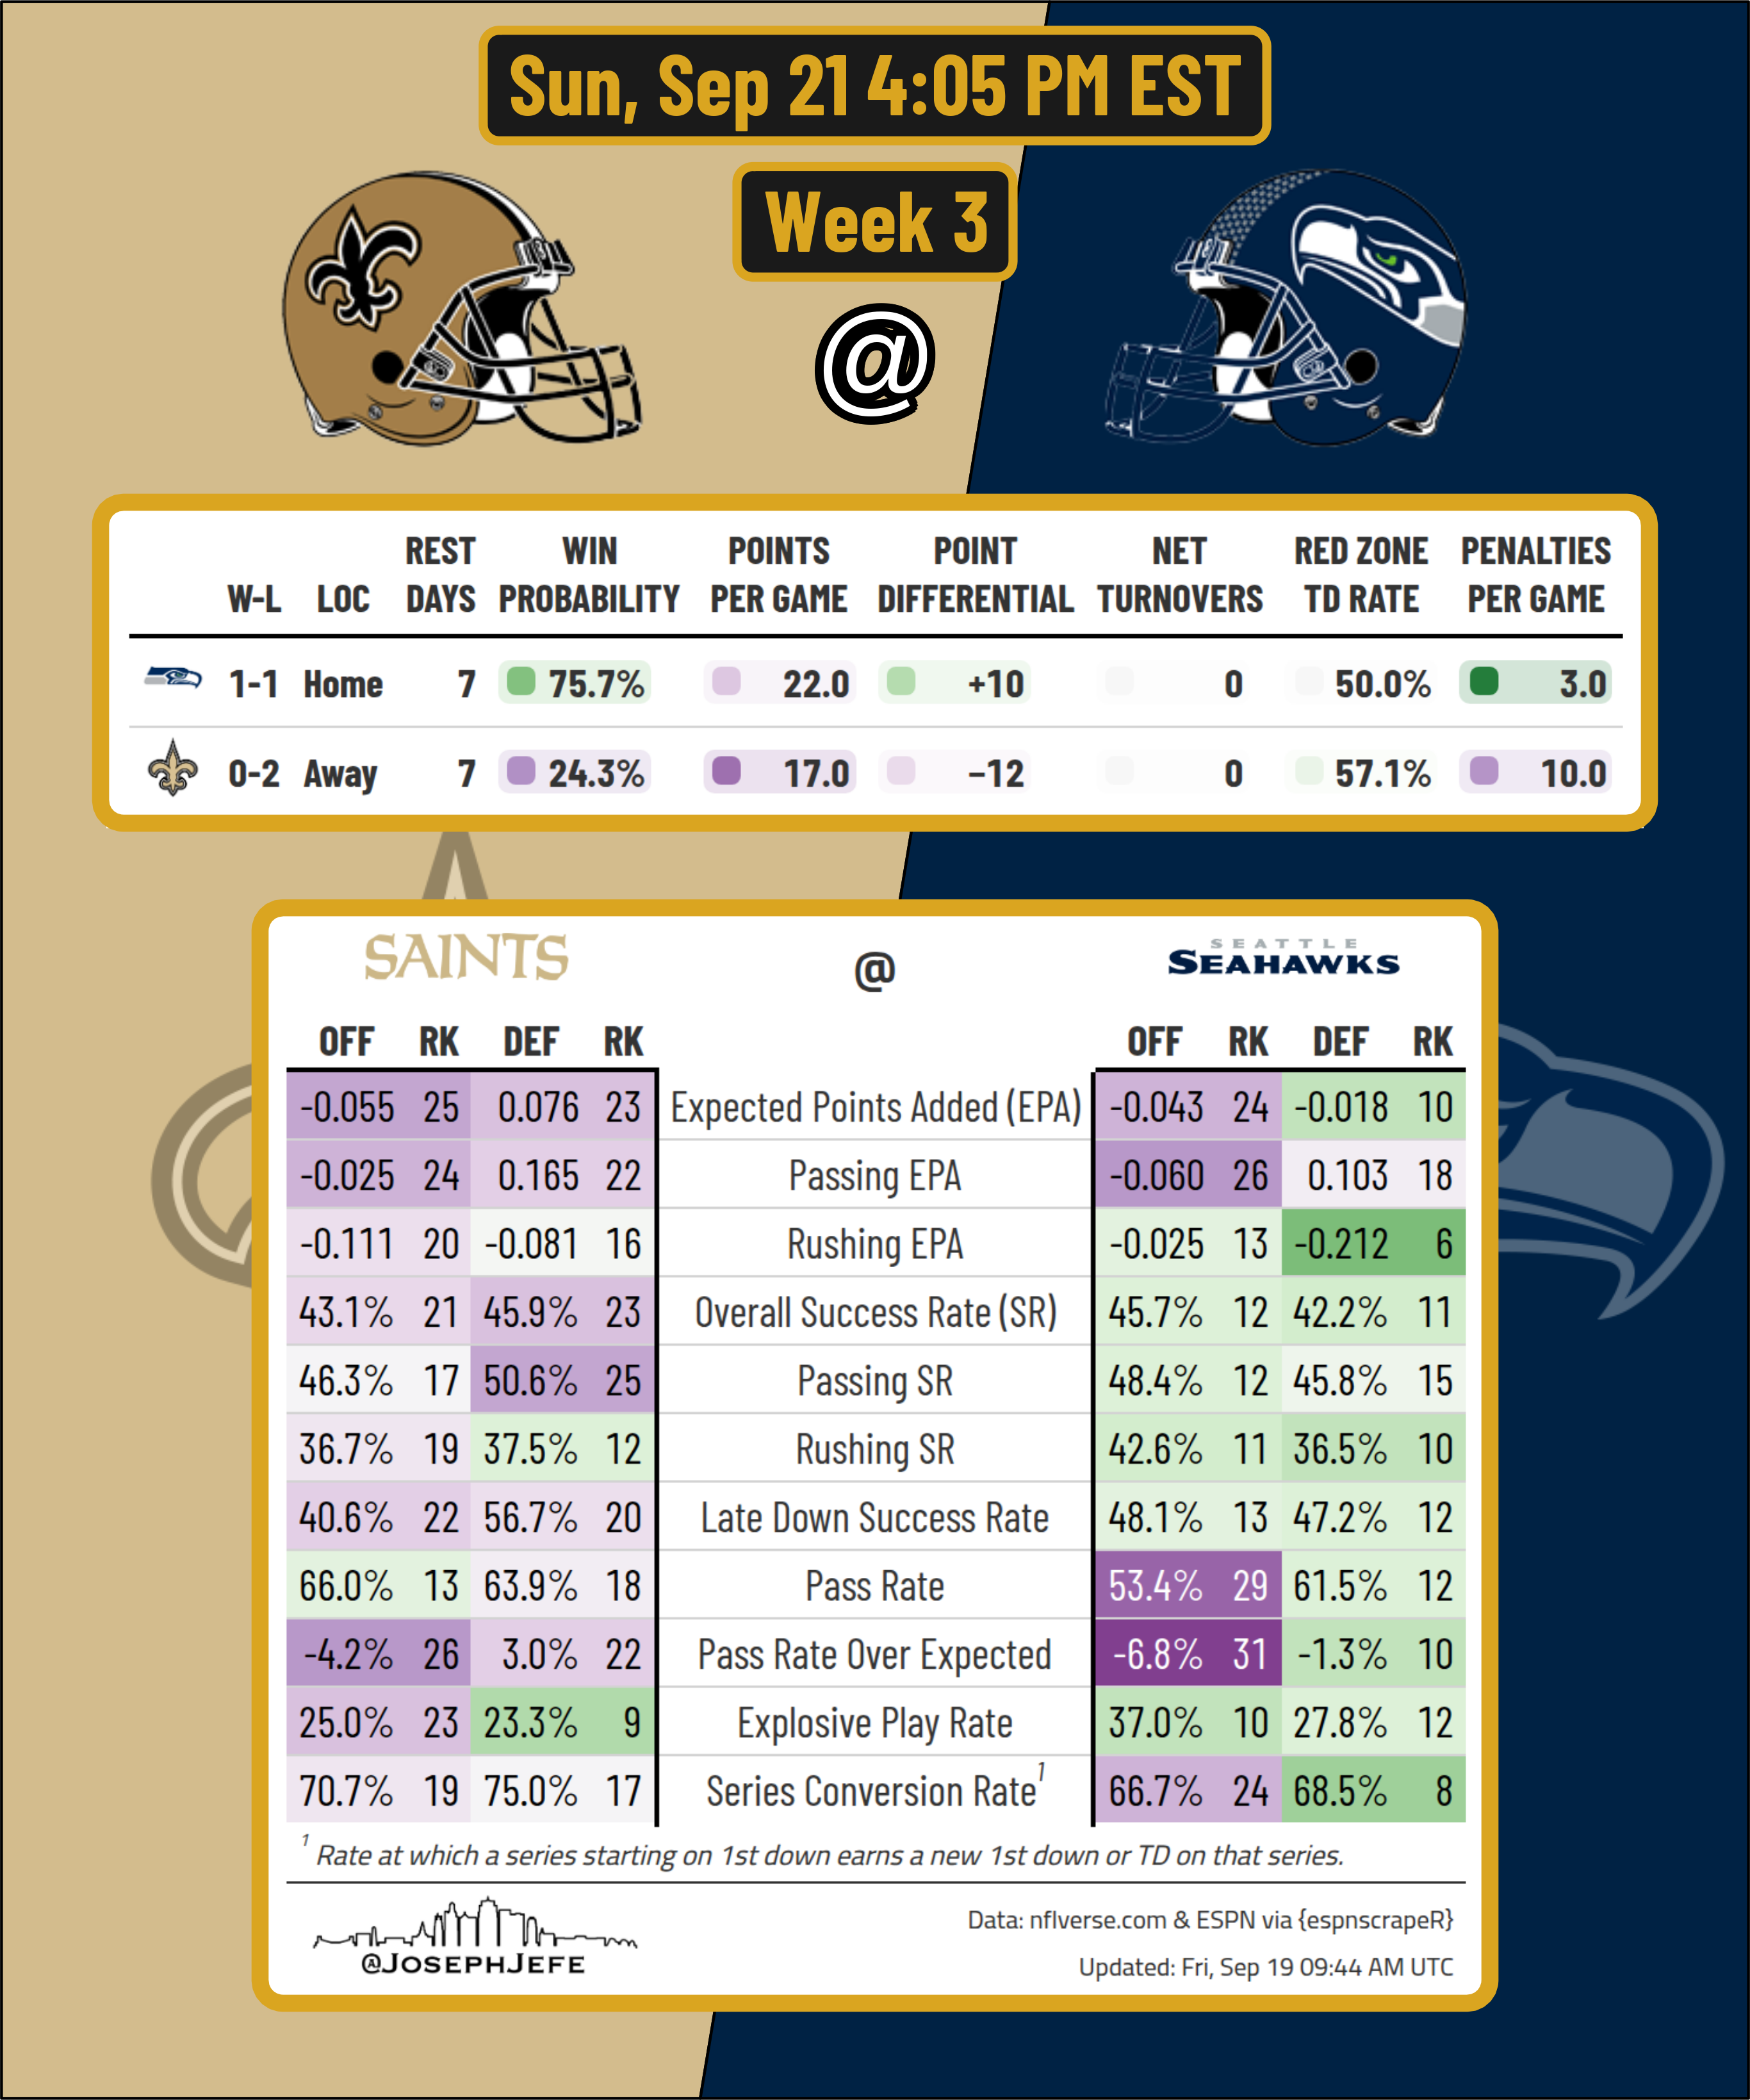 Sun, Sep 21 4:05 PM EST
Week 3
@
REST WIN POINTS POINT NET RED ZONE PENALTIES
W-L LOC DAYS PROBABILITY PER GAME DIFFERENTIAL TURNOVERS TD RATE PER GAME
1-1 Home 7 75.7% 22.0 +10 0 50.0% 3.0
0-2 Away 7 24.3% 17.0 −12 0 57.1% 10.0
SAINTS @ SEATTLE
SEAHAWKS
OFF RK DEF RK OFF RK DEF RK
-0.055 25 0.076 23 Expected Points Added (EPA) -0.043 24 -0.018 10
-0.025 24 0.165 22 Passing EPA -0.060 26 0.103 18
-0.111 20 -0.081 16 Rushing EPA -0.025 13 -0.212 6
43.1% 21 45.9% 23 Overall Success Rate (SR) 45.7% 12 42.2% 11
46.3% 17 50.6% 25 Passing SR 48.4% 12 45.8% 15
36.7% 19 37.5% 12 Rushing SR 42.6% 11 36.5% 10
40.6% 22 56.7% 20 Late Down Success Rate 48.1% 13 47.2% 12
66.0% 13 63.9% 18 Pass Rate 53.4% 29 61.5% 12
-4.2% 26 3.0% 22 Pass Rate Over Expected -6.8% 31 -1.3% 10
25.0% 23 23.3% 9 Explosive Play Rate 37.0% 10 27.8% 12
70.7% 19 75.0% 17 Series Conversion Rate¹ 66.7% 24 68.5% 8
¹ Rate at which a series starting on 1st down earns a new 1st down or TD on that series.
@JOSEPHJEFE
Data: nflverse.com & ESPN via {espnscrapeR}
Updated: Fri, Sep 19 09:44 AM UTC